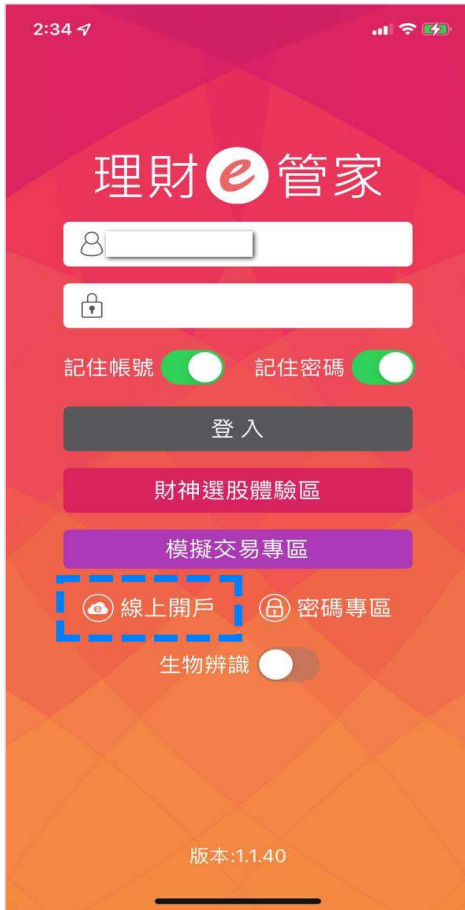 2:34
理財e管家
記住帳號 記住密碼
登入
財神選股體驗區
模擬交易專區
線上開戶 密碼專區
生物辨識
版本:1.1.40